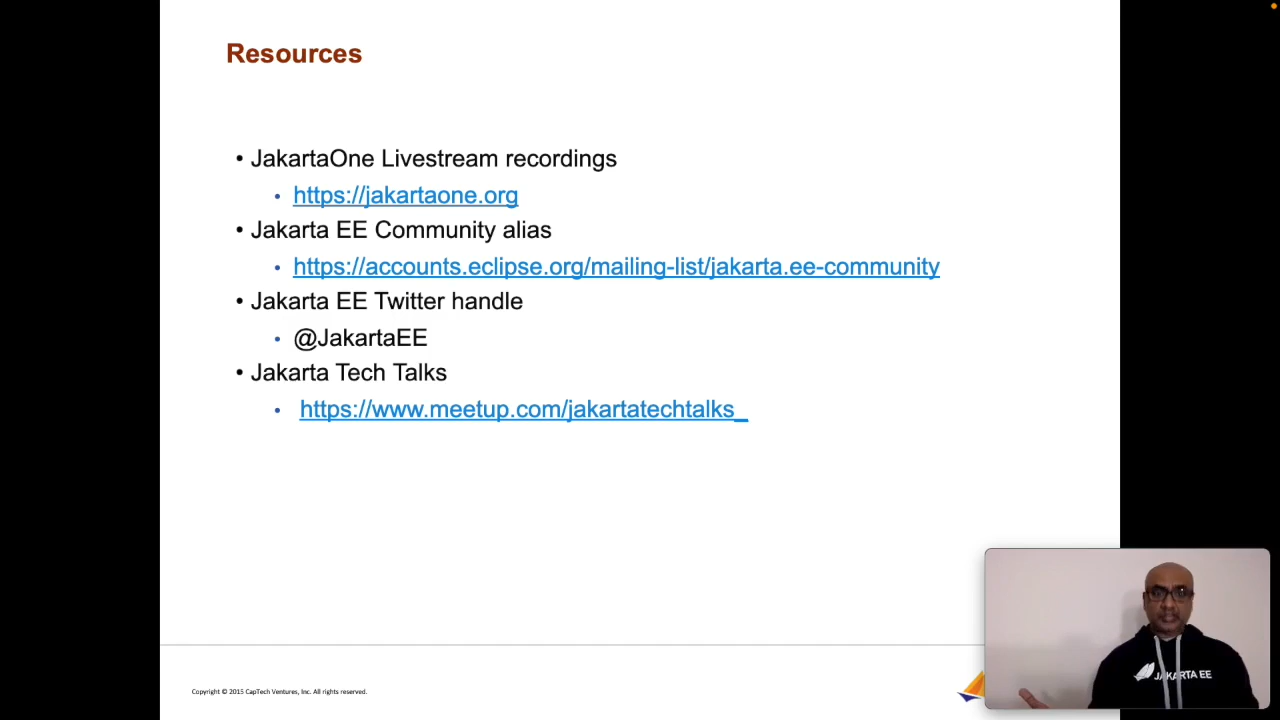 Resources
• JakartaOne Livestream recordings
• https://jakartaone.org
• Jakarta EE Community alias
• https://accounts.eclipse.org/mailing-list/jakarta.ee-community
• Jakarta EE Twitter handle
• @JakartaEE
• Jakarta Tech Talks
• https://www.meetup.com/jakartatechtalks_
JAKARTA EE
Copyright © 2015 CapTech Ventures, Inc. All rights reserved.